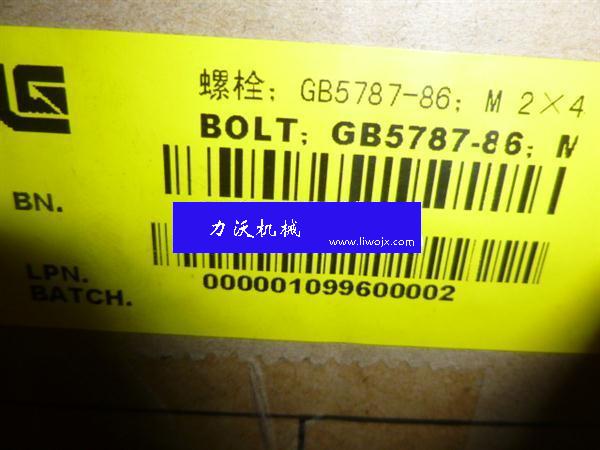 螺栓; GB5787-86; M 2×4
BOLT; GB5787-86; M
BN.
力沃机械
www.liwojx.com
LPN.
000001099600002
BATCH.